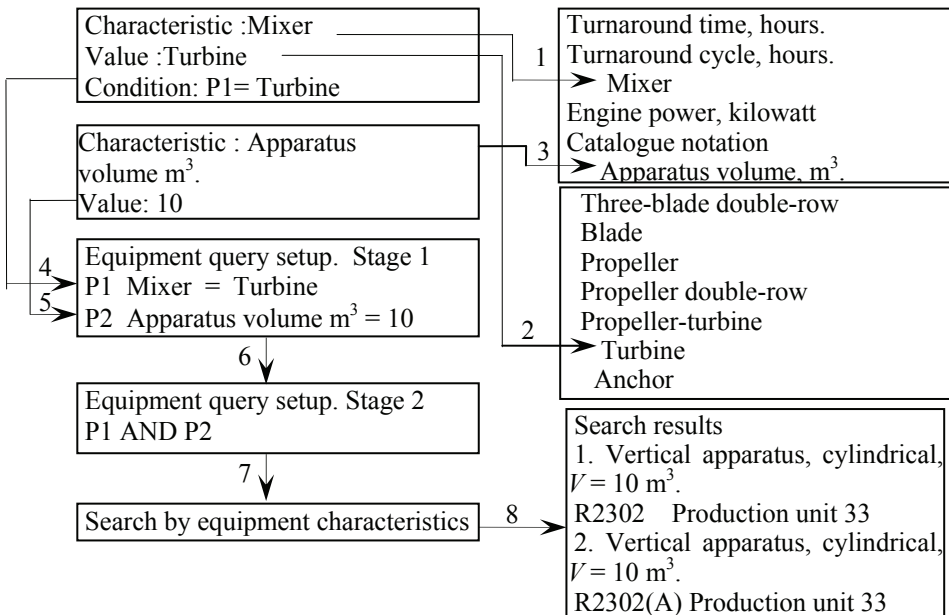 Characteristic :Mixer
Value :Turbine
Condition: P1= Turbine
1
Turnaround time, hours.
Turnaround cycle, hours.
Mixer
Engine power, kilowatt
Catalogue notation
Apparatus volume, m³.
Characteristic : Apparatus
volume m³.
Value: 10
3
Three-blade double-row
Blade
Propeller
Propeller double-row
Propeller-turbine
Turbine
Anchor
4
5
Equipment query setup. Stage 1
P1 Mixer = Turbine
P2 Apparatus volume m³ = 10
2
6
Equipment query setup. Stage 2
P1 AND P2
7
Search by equipment characteristics
8
Search results
1. Vertical apparatus, cylindrical,
V = 10 m³.
R2302 Production unit 33
2. Vertical apparatus, cylindrical,
V = 10 m³.
R2302(A) Production unit 33